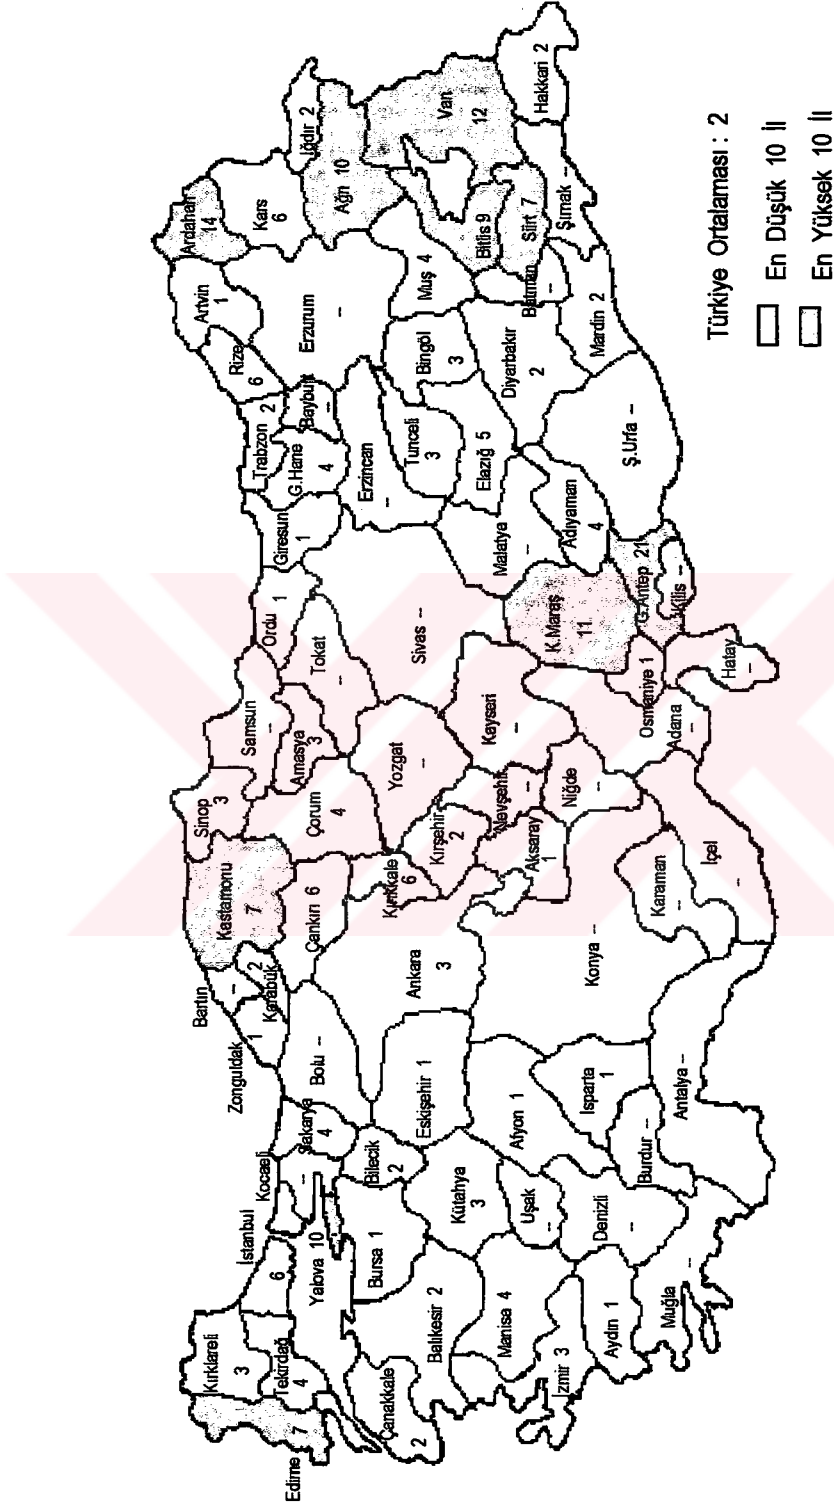 Edirne
7
Kırklareli
3
Tekirdağ
4
İstanbul
6
Yalova 10
Kocaeli
–
Sakarya
4
Bilecik
2
Bursa 1
Çanakkale
2
Balıkesir 2
Kütahya
3
Manisa 4
İzmir 3
Uşak
–
Aydın 1
Denizli
–
Muğla
–
Afyon 1
Isparta
1
Burdur
–
Antalya –
Eskişehir 1
Bolu –
Zonguldak
1
Bartın
–
Karabük
2
Kastamonu
7
Çankırı 6
Ankara
3
Kırıkkale
6
Konya
–
Karaman
–
İçel
–
Aksaray
1
Niğde
–
Nevşehir
–
Kırşehir
2
Sinop
3
Samsun
–
Çorum
4
Amasya
3
Yozgat
–
Kayseri
–
Tokat
–
Sivas –
Ordu 1
Giresun
1
Adana
–
Osmaniye 1
Hatay
–
K.Maraş
11
G.Antep 21
Kilis
–
Malatya
–
Adıyaman
4
Ş.Urfa –
Trabzon 2
G.Hane
4
Bayburt
–
Rize
6
Artvin
1
Ardahan
14
Kars
6
Iğdır 2
Ağrı 10
Erzurum
–
Erzincan
–
Tunceli
3
Elazığ 5
Bingöl
3
Muş 4
Diyarbakır
2
Batman
–
Mardin 2
Bitlis 9
Siirt 7
Şırnak
–
Van
12
Hakkari 2
Türkiye Ortalaması : 2
En Düşük 10 İl
En Yüksek 10 İl